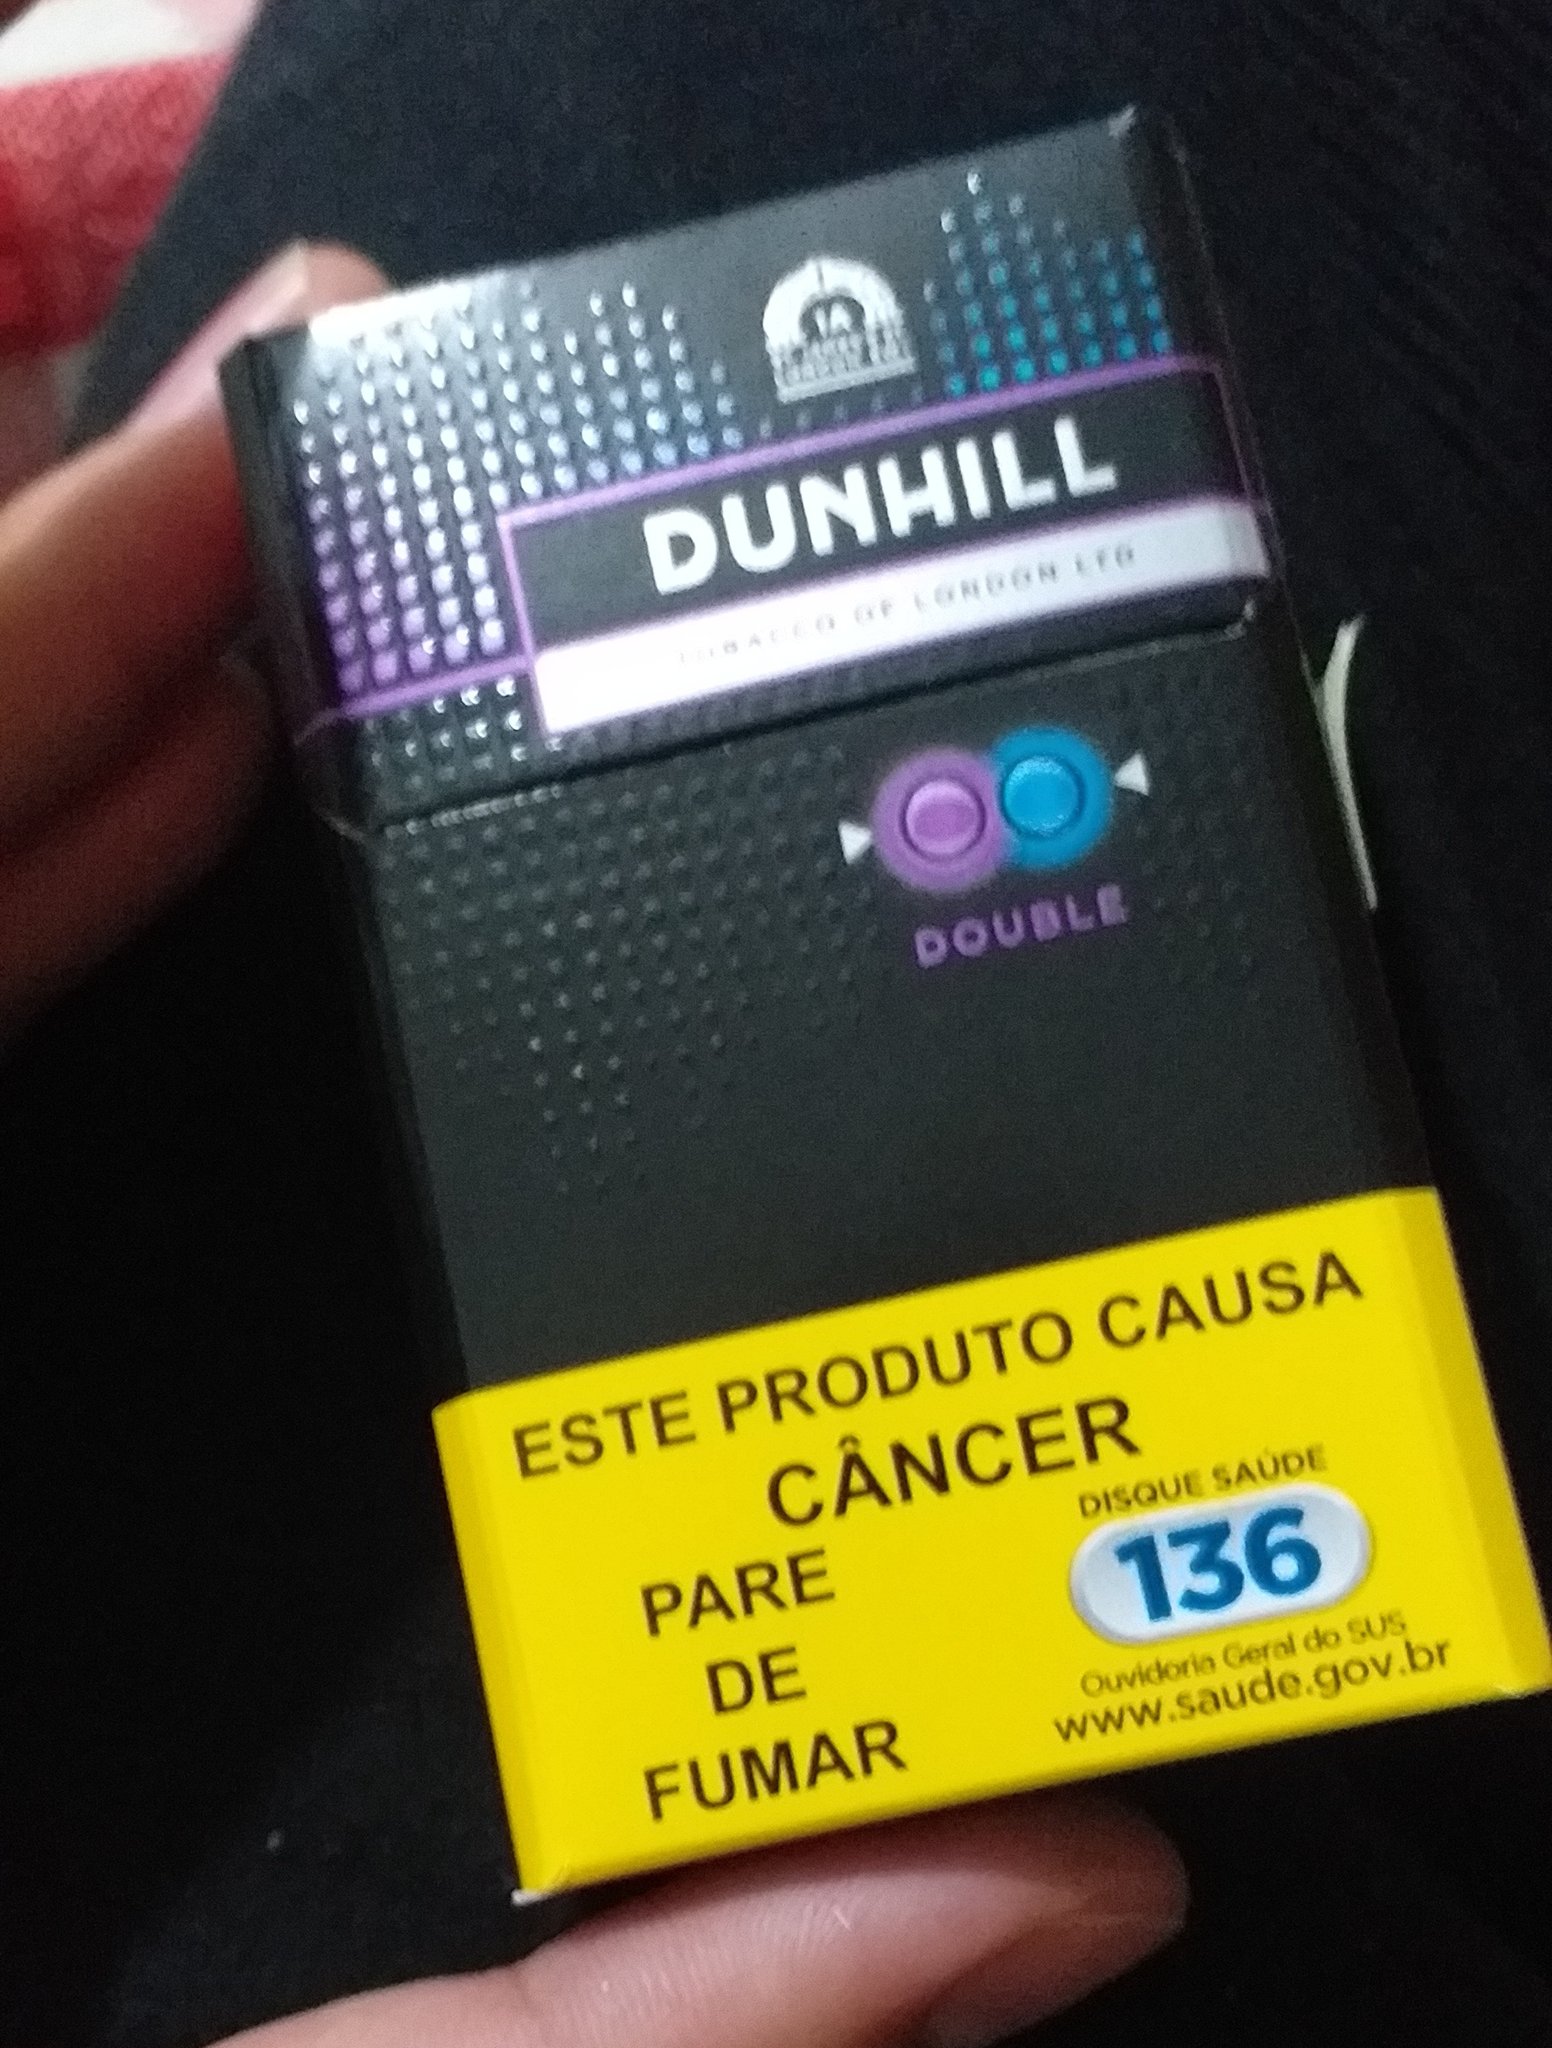 DUNHILL
TOBACCO OF LONDON LTD
DOUBLE
ESTE PRODUTO CAUSA
CÂNCER
PARE
DE
FUMAR
DISQUE SAÚDE
136
Ouvidoria Geral do SUS
www.saude.gov.br